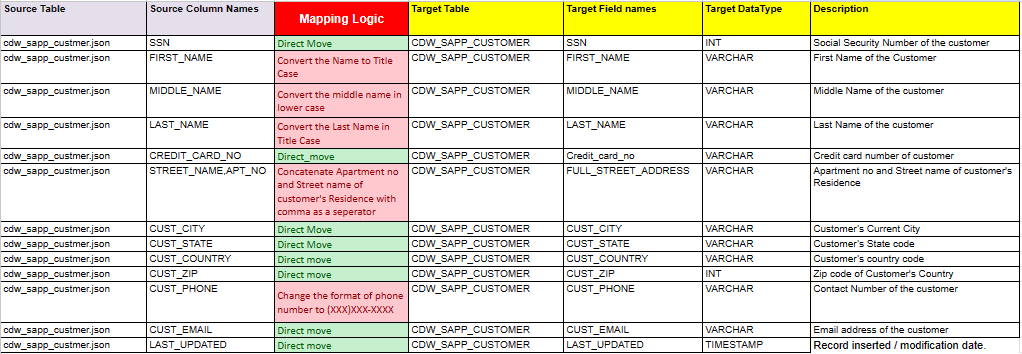 Source Table Source Column Names Mapping Logic Target Table Target Field names Target DataType Description
cdw_sapp_custmer.json SSN Direct Move CDW_SAPP_CUSTOMER SSN INT Social Security Number of the customer
cdw_sapp_custmer.json FIRST_NAME Convert the Name to Title CDW_SAPP_CUSTOMER FIRST_NAME VARCHAR First Name of the Customer
Case
cdw_sapp_custmer.json MIDDLE_NAME Convert the middle name in CDW_SAPP_CUSTOMER MIDDLE_NAME VARCHAR Middle Name of the customer
lower case
cdw_sapp_custmer.json LAST_NAME Convert the Last Name in CDW_SAPP_CUSTOMER LAST_NAME VARCHAR Last Name of the customer
Title Case
cdw_sapp_custmer.json CREDIT_CARD_NO Direct_move CDW_SAPP_CUSTOMER Credit_card_no VARCHAR Credit card number of customer
cdw_sapp_custmer.json STREET_NAME,APT_NO Concatenate Apartment no CDW_SAPP_CUSTOMER FULL_STREET_ADDRESS VARCHAR Apartment no and Street name of customer's
and Street name of Residence
customer's Residence with
comma as a seperator
cdw_sapp_custmer.json CUST_CITY Direct Move CDW_SAPP_CUSTOMER CUST_CITY VARCHAR Customer's Current City
cdw_sapp_custmer.json CUST_STATE Direct Move CDW_SAPP_CUSTOMER CUST_STATE VARCHAR Customer's State code
cdw_sapp_custmer.json CUST_COUNTRY Direct move CDW_SAPP_CUSTOMER CUST_COUNTRY VARCHAR Customer's country code
cdw_sapp_custmer.json CUST_ZIP Direct move CDW_SAPP_CUSTOMER CUST_ZIP INT Zip code of Customer's Country
cdw_sapp_custmer.json CUST_PHONE Change the format of phone CDW_SAPP_CUSTOMER CUST_PHONE VARCHAR Contact Number of the customer
number to (XXX)XXX-XXXX
cdw_sapp_custmer.json CUST_EMAIL Direct move CDW_SAPP_CUSTOMER CUST_EMAIL VARCHAR Email address of the customer
cdw_sapp_custmer.json LAST_UPDATED Direct move CDW_SAPP_CUSTOMER LAST_UPDATED TIMESTAMP Record inserted / modification date.